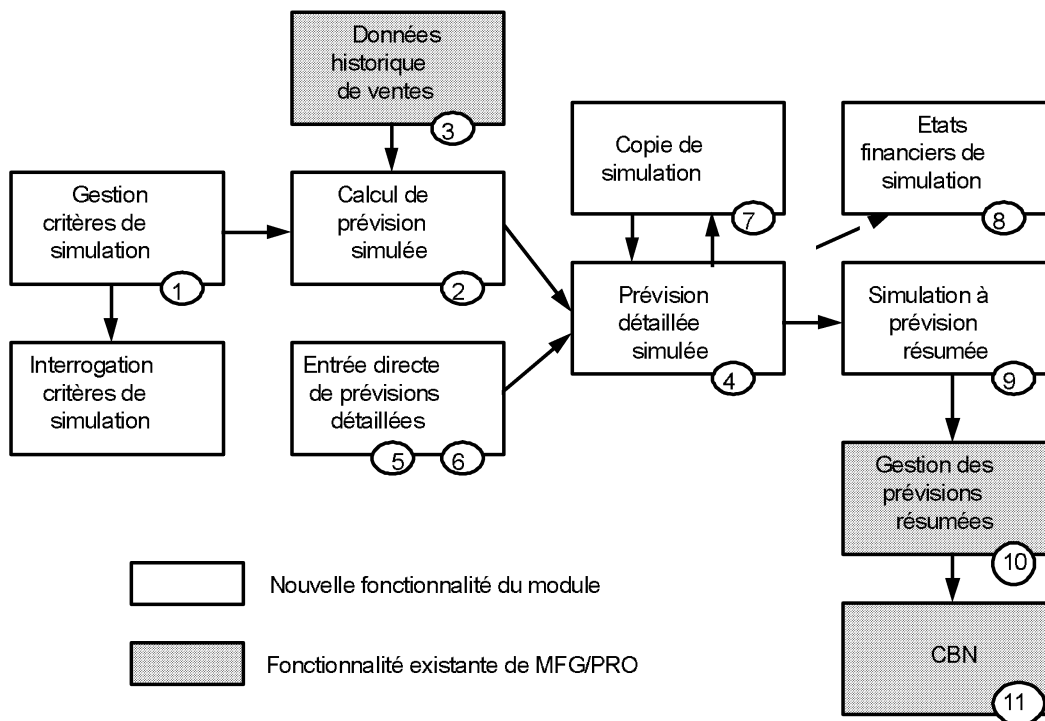 Données
historique
de ventes
3
Copie de
simulation
7
Etats
financiers de
simulation
8
Gestion
critères de
simulation
1
Calcul de
prévision
simulée
2
Prévision
détaillée
simulée
4
Simulation à
prévision
résumée
9
Interrogation
critères de
simulation
Entrée directe
de prévisions
détaillées
5
6
Gestion des
prévisions
résumées
10
CBN
11
Nouvelle fonctionnalité du module
Fonctionnalité existante de MFG/PRO